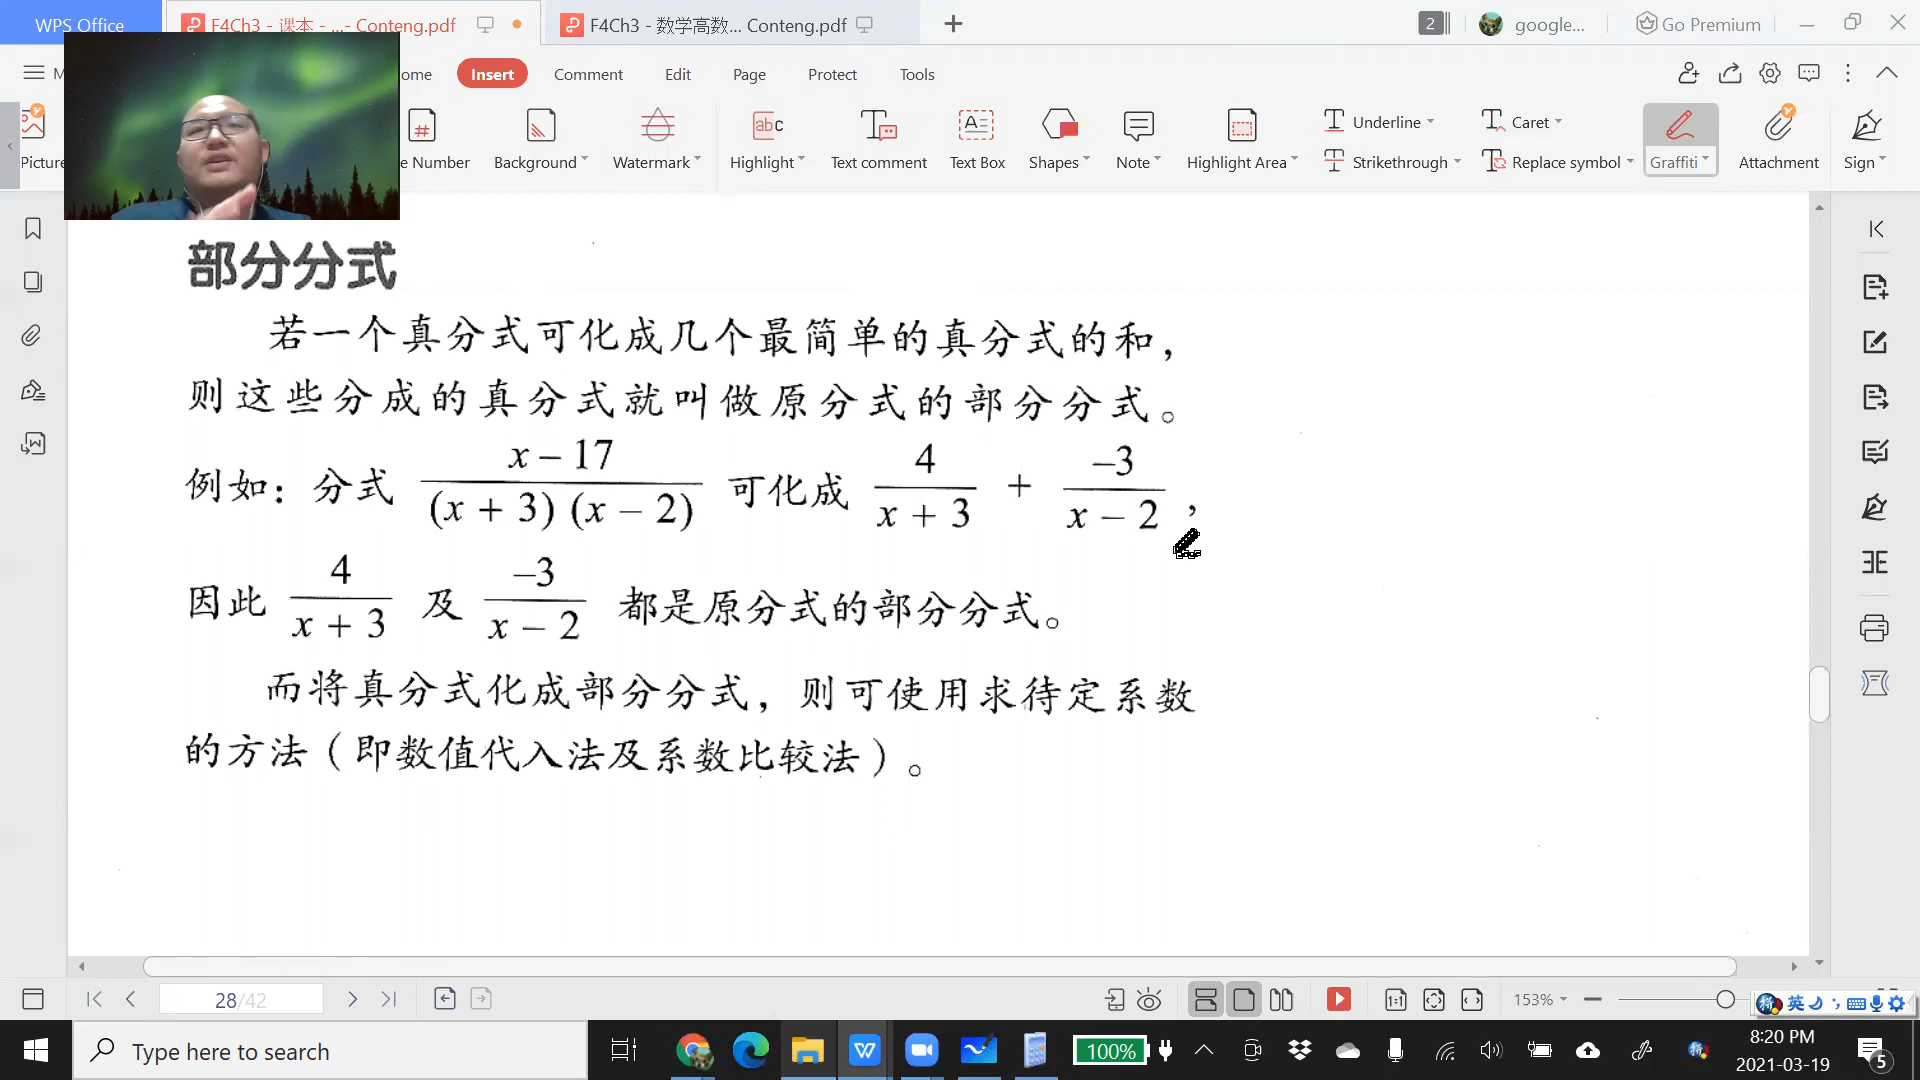 WPS Office
F4Ch3 - 课本 - ...- Conteng.pdf
F4Ch3 - 数学高数... Conteng.pdf
2
google...
Go Premium
Insert
Comment
Edit
Page
Protect
Tools
Picture
Background
Watermark
Highlight
Text comment
Text Box
Shapes
Note
Highlight Area
Underline
Strikethrough
Caret
Replace symbol
Graffiti
Attachment
Sign
部分分式
若一个真分式可化成几个最简单的真分式的和，
则这些分成的真分式就叫做原分式的部分分式。
例如：分式 (x – 17)/((x + 3) (x – 2)) 可化成 4/(x + 3) + –3/(x – 2) ，
因此 4/(x + 3) 及 –3/(x – 2) 都是原分式的部分分式。
而将真分式化成部分分式，则可使用求待定系数
的方法（即数值代入法及系数比较法）。
28/42
153%
英
Type here to search
100%
8:20 PM
2021-03-19
5